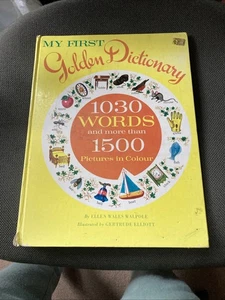 MY FIRST
Golden Dictionary
1030
WORDS
and more than
1500
Pictures in Colour
By ELLEN WALES WALPOLE
Illustrated by GERTRUDE ELLIOTT